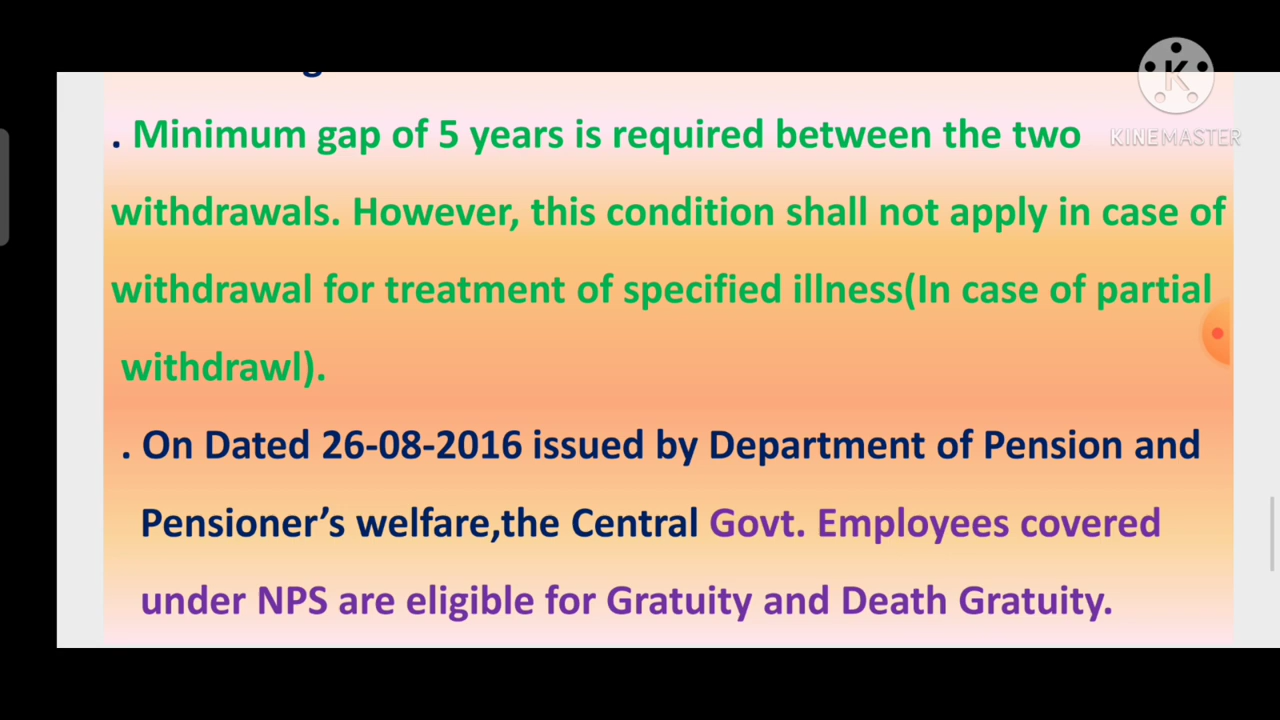 K
KINEMASTER
. Minimum gap of 5 years is required between the two
withdrawals. However, this condition shall not apply in case of
withdrawal for treatment of specified illness(In case of partial
withdrawl).
. On Dated 26-08-2016 issued by Department of Pension and
Pensioner’s welfare,the Central Govt. Employees covered
under NPS are eligible for Gratuity and Death Gratuity.